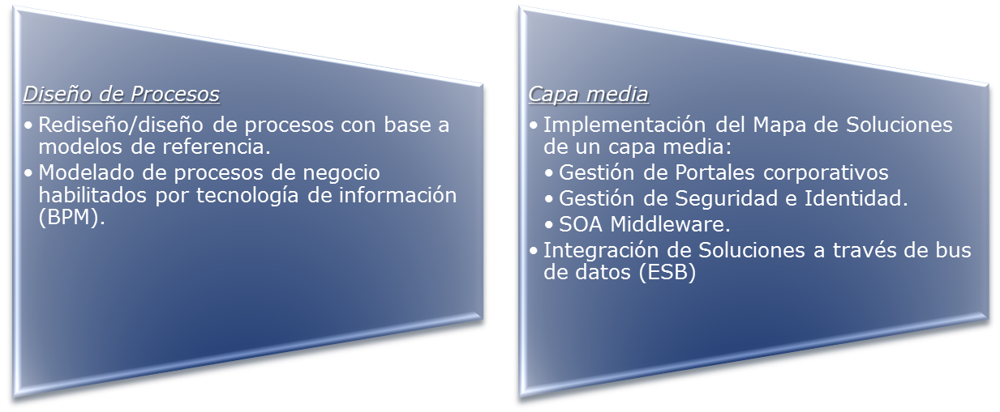 Diseño de Procesos
• Rediseño/diseño de procesos con base a
modelos de referencia.
• Modelado de procesos de negocio
habilitados por tecnología de información
(BPM).
Capa media
• Implementación del Mapa de Soluciones
de un capa media:
• Gestión de Portales corporativos
• Gestión de Seguridad e Identidad.
• SOA Middleware.
• Integración de Soluciones a través de bus
de datos (ESB)